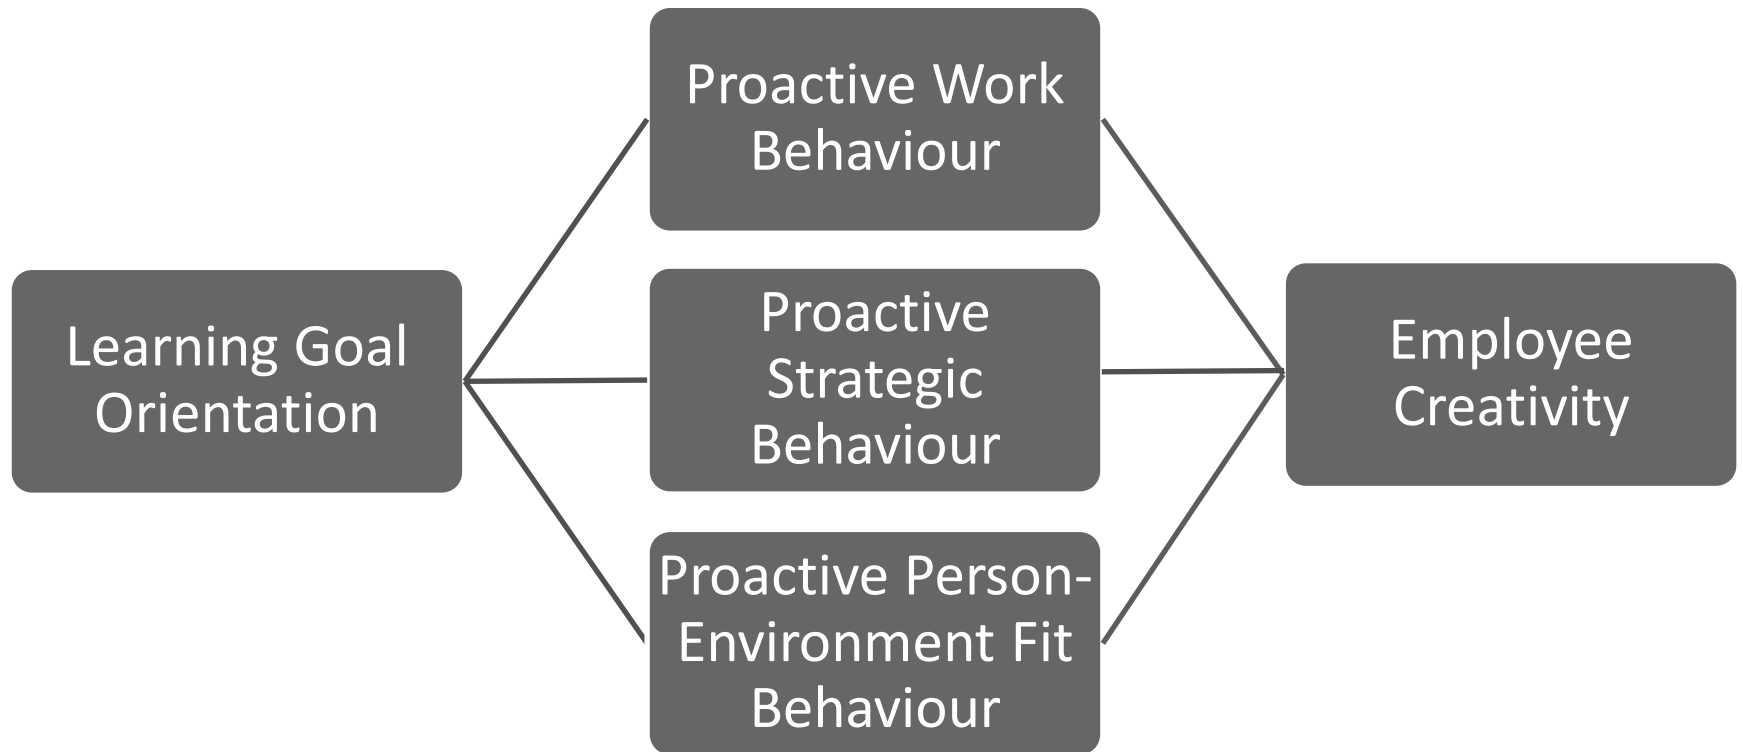 Proactive Work
Behaviour
Learning Goal
Orientation
Proactive
Strategic
Behaviour
Employee
Creativity
Proactive Person-
Environment Fit
Behaviour